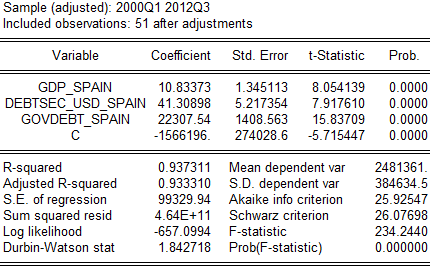 Sample (adjusted): 2000Q1 2012Q3
Included observations: 51 after adjustments
Variable Coefficient Std. Error t-Statistic Prob.
GDP_SPAIN 10.83373 1.345113 8.054139 0.0000
DEBTSEC_USD_SPAIN 41.30898 5.217354 7.917610 0.0000
GOVDEBT_SPAIN 22307.54 1408.563 15.83709 0.0000
C -1566196. 274028.6 -5.715447 0.0000
R-squared 0.937311 Mean dependent var 2481361.
Adjusted R-squared 0.933310 S.D. dependent var 384634.5
S.E. of regression 99329.94 Akaike info criterion 25.92547
Sum squared resid 4.64E+11 Schwarz criterion 26.07698
Log likelihood -657.0994 F-statistic 234.2440
Durbin-Watson stat 1.842718 Prob(F-statistic) 0.000000